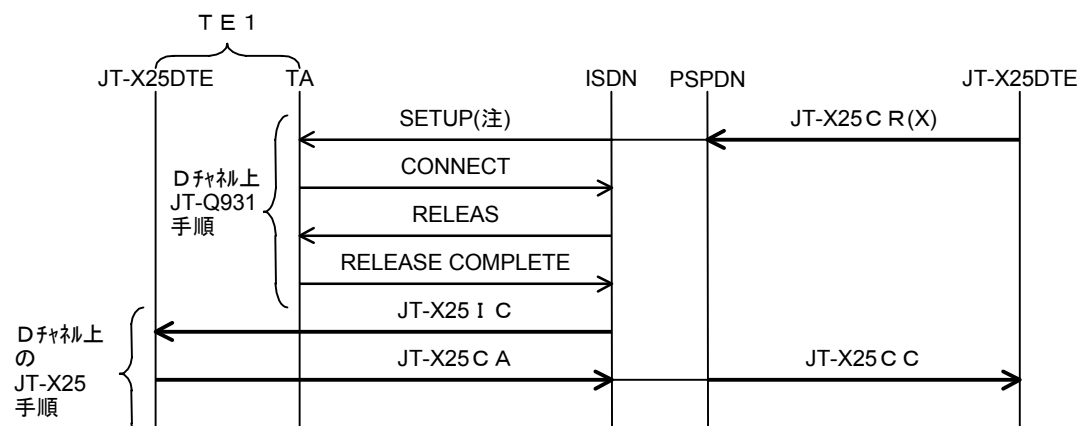 ＴＥ１
JT-X25DTE TA ISDN PSPDN JT-X25DTE
SETUP(注) JT-X25ＣＲ(X)
CONNECT
Ｄﾁｬﾈﾙ上
JT-Q931
手順
RELEAS
RELEASE COMPLETE
JT-X25ＩＣ
Ｄﾁｬﾈﾙ上
の
JT-X25
手順
JT-X25ＣＡ JT-X25ＣＣ